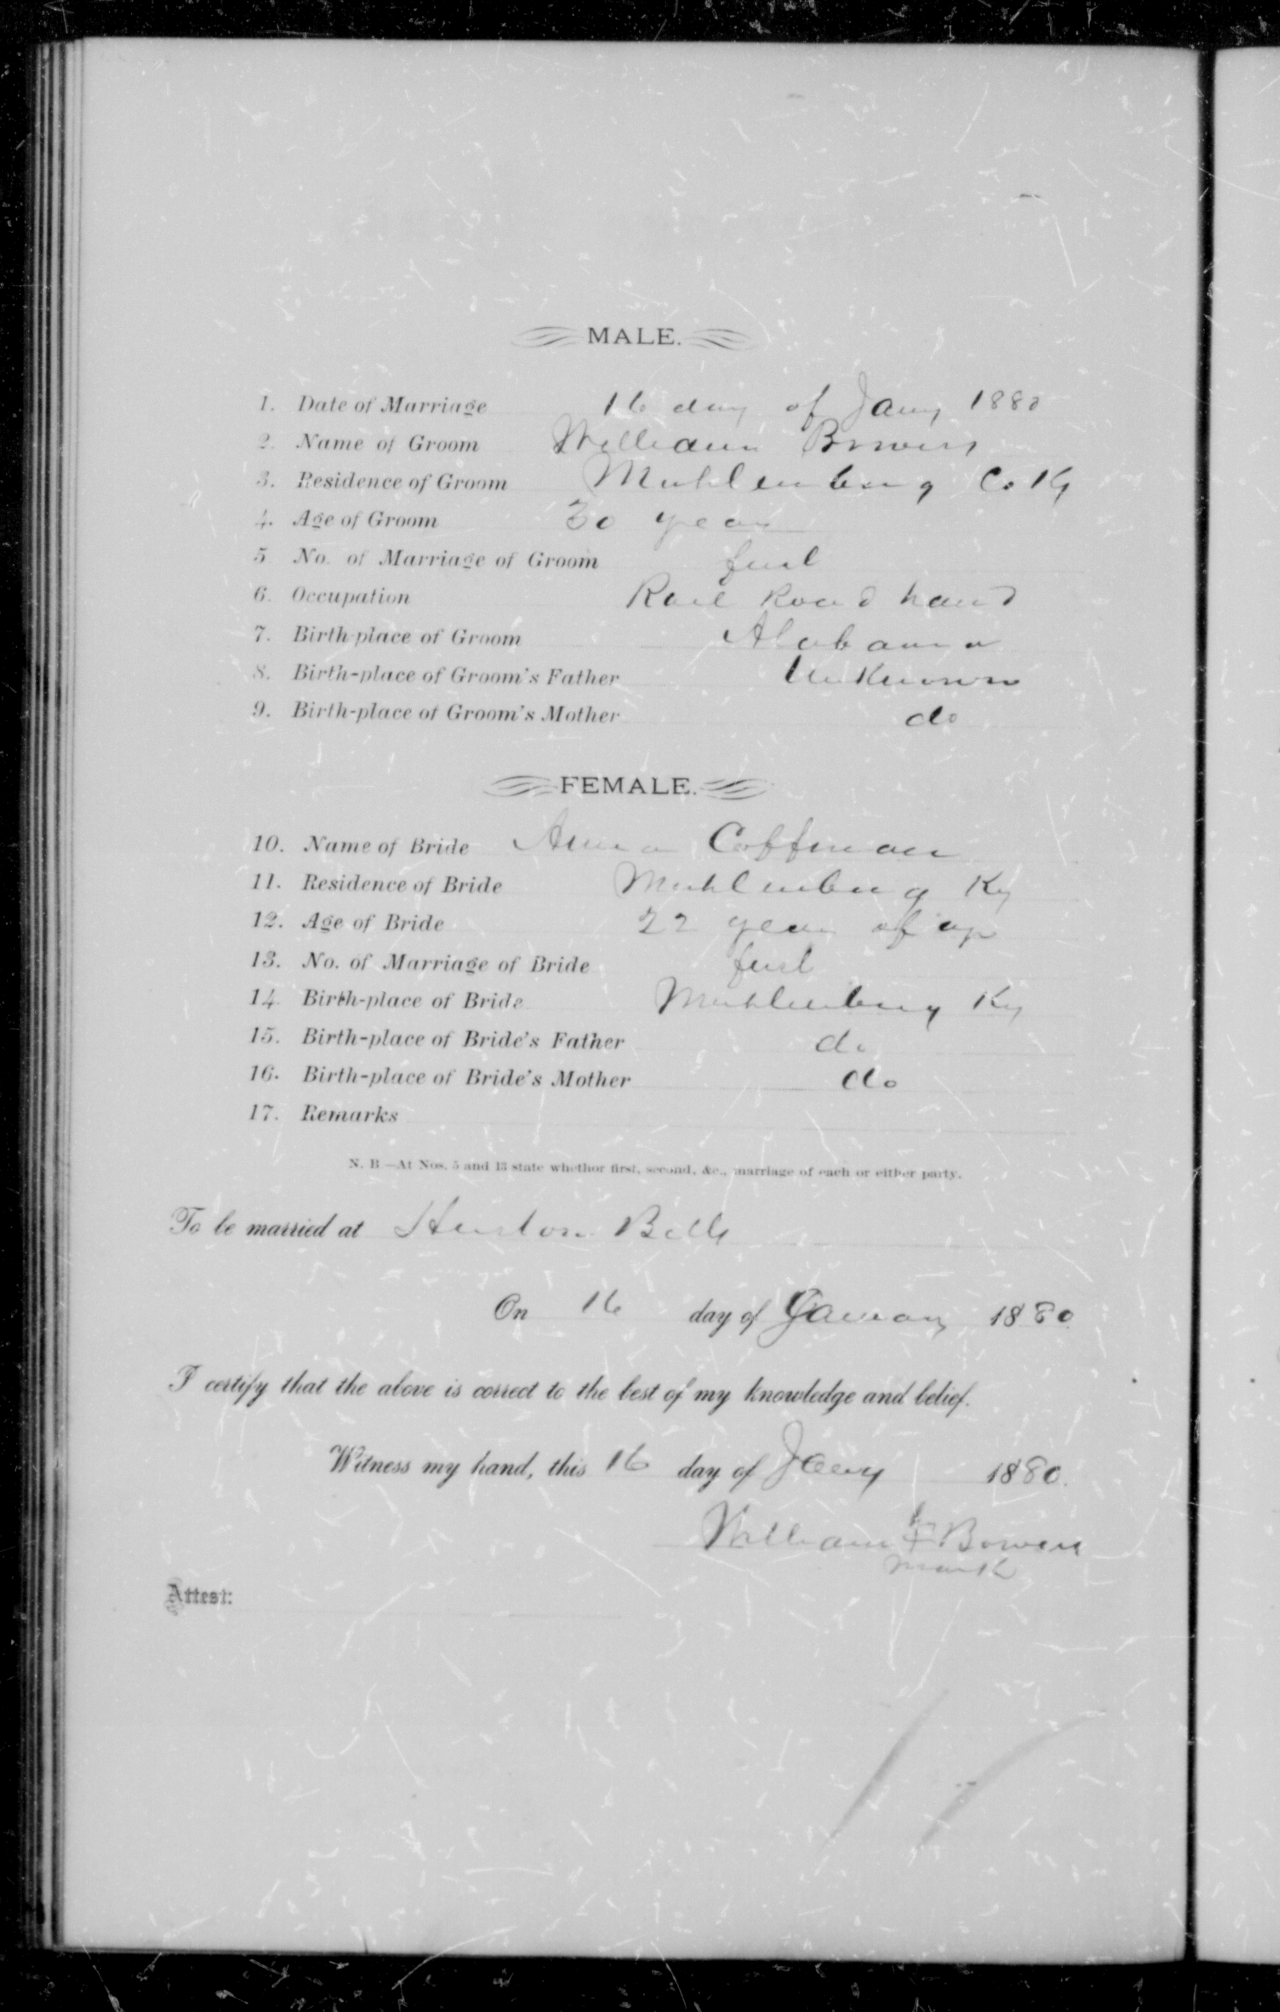 MALE.
1. Date of Marriage 16 day of Jany 1880
2. Name of Groom William Bowers
3. Residence of Groom Muhlenberg Co Ky
4. Age of Groom 30 years
5 No. of Marriage of Groom first
6. Occupation Rail Road hand
7. Birth-place of Groom Alabama
8. Birth-place of Groom's Father Unknown
9. Birth-place of Groom's Mother do
FEMALE.
10. Name of Bride Anna Coffman
11. Residence of Bride Muhlenberg Ky
12. Age of Bride 22 years of age
13. No. of Marriage of Bride first
14 Birth-place of Bride Muhlenberg Ky
15. Birth-place of Bride's Father do
16. Birth-place of Bride's Mother do
17. Remarks
N. B—At Nos. 5 and 13 state whether first, second, &c., marriage of each or either party.
To be married at
On 16 day of January 1880
I certify that the above is correct to the best of my knowledge and belief.
Witness my hand, this 16 day of Jany 1880.
William Bowers
mark
Attest: